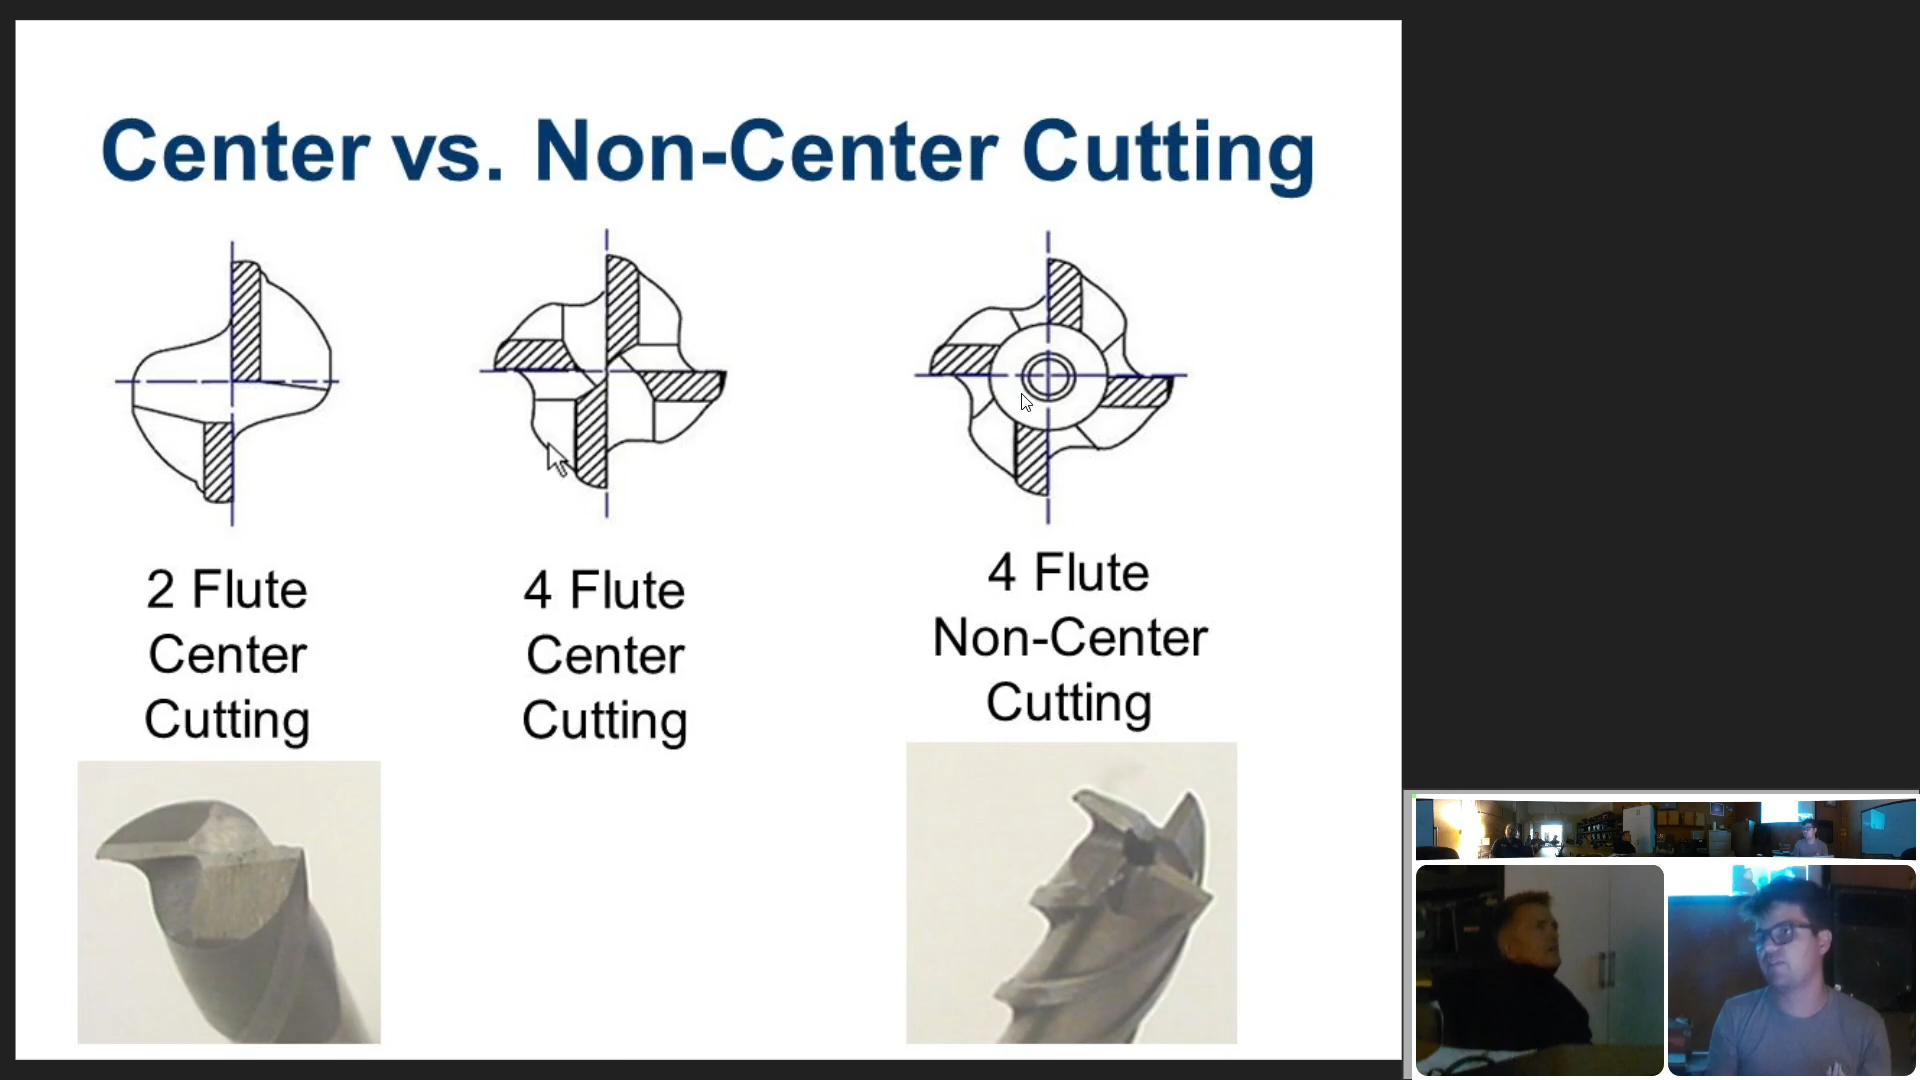 Center vs. Non-Center Cutting
2 Flute
Center
Cutting
4 Flute
Center
Cutting
4 Flute
Non-Center
Cutting